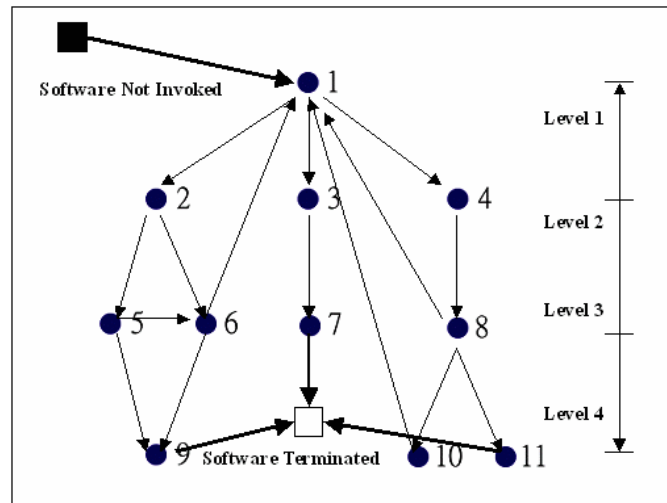 Software Not Invoked
1
Level 1
2
3
4
Level 2
5
6
7
8
Level 3
Level 4
9
Software Terminated
10
11